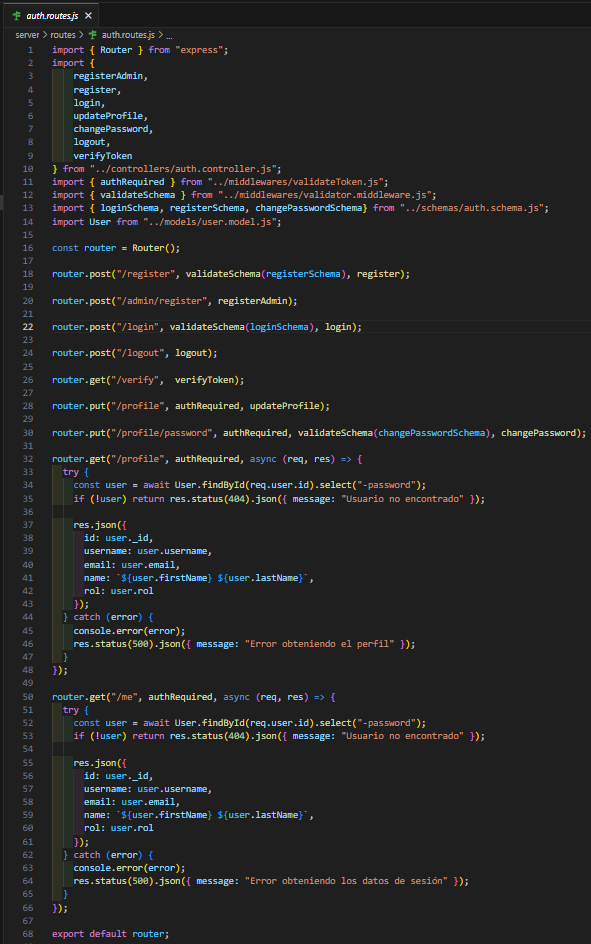 auth.routes.js ×
server > routes > auth.routes.js > ...
1 import { Router } from "express";
2 import {
3 registerAdmin,
4 register,
5 login,
6 updateProfile,
7 changePassword,
8 logout,
9 verifyToken
10 } from "../controllers/auth.controller.js";
11 import { authRequired } from "../middlewares/validateToken.js";
12 import { validateSchema } from "../middlewares/validator.middleware.js";
13 import { loginSchema, registerSchema, changePasswordSchema} from "../schemas/auth.schema.js";
14 import User from "../models/user.model.js";
15
16 const router = Router();
17
18 router.post("/register", validateSchema(registerSchema), register);
19
20 router.post("/admin/register", registerAdmin);
21
22 router.post("/login", validateSchema(loginSchema), login);
23
24 router.post("/logout", logout);
25
26 router.get("/verify",  verifyToken);
27
28 router.put("/profile", authRequired, updateProfile);
29
30 router.put("/profile/password", authRequired, validateSchema(changePasswordSchema), changePassword);
31
32 router.get("/profile", authRequired, async (req, res) => {
33 try {
34 const user = await User.findById(req.user.id).select("-password");
35 if (!user) return res.status(404).json({ message: "Usuario no encontrado" });
36
37 res.json({
38 id: user._id,
39 username: user.username,
40 email: user.email,
41 name: `${user.firstName} ${user.lastName}`,
42 rol: user.rol
43 });
44 } catch (error) {
45 console.error(error);
46 res.status(500).json({ message: "Error obteniendo el perfil" });
47 }
48 });
49
50 router.get("/me", authRequired, async (req, res) => {
51 try {
52 const user = await User.findById(req.user.id).select("-password");
53 if (!user) return res.status(404).json({ message: "Usuario no encontrado" });
54
55 res.json({
56 id: user._id,
57 username: user.username,
58 email: user.email,
59 name: `${user.firstName} ${user.lastName}`,
60 rol: user.rol
61 });
62 } catch (error) {
63 console.error(error);
64 res.status(500).json({ message: "Error obteniendo los datos de sesión" });
65 }
66 });
67
68 export default router;